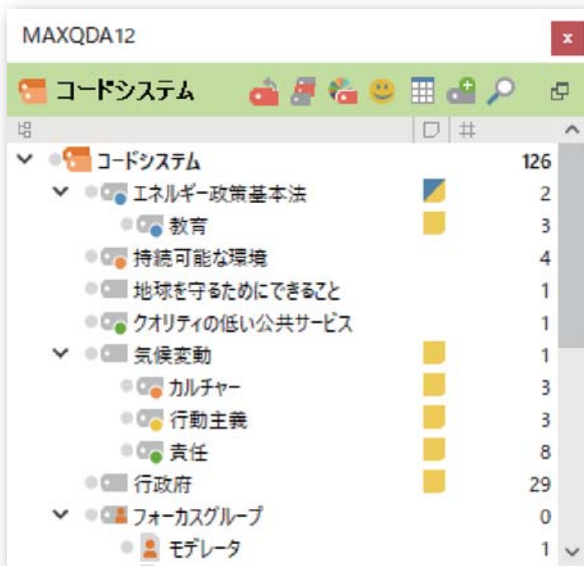 MAXQDA12
x
コードシステム
コードシステム 126
エネルギー政策基本法 2
教育 3
持続可能な環境 4
地球を守るためにできること 1
クオリティの低い公共サービス 1
気候変動 1
カルチャー 3
行動主義 3
責任 8
行政府 29
フォーカスグループ 0
モデレータ 1